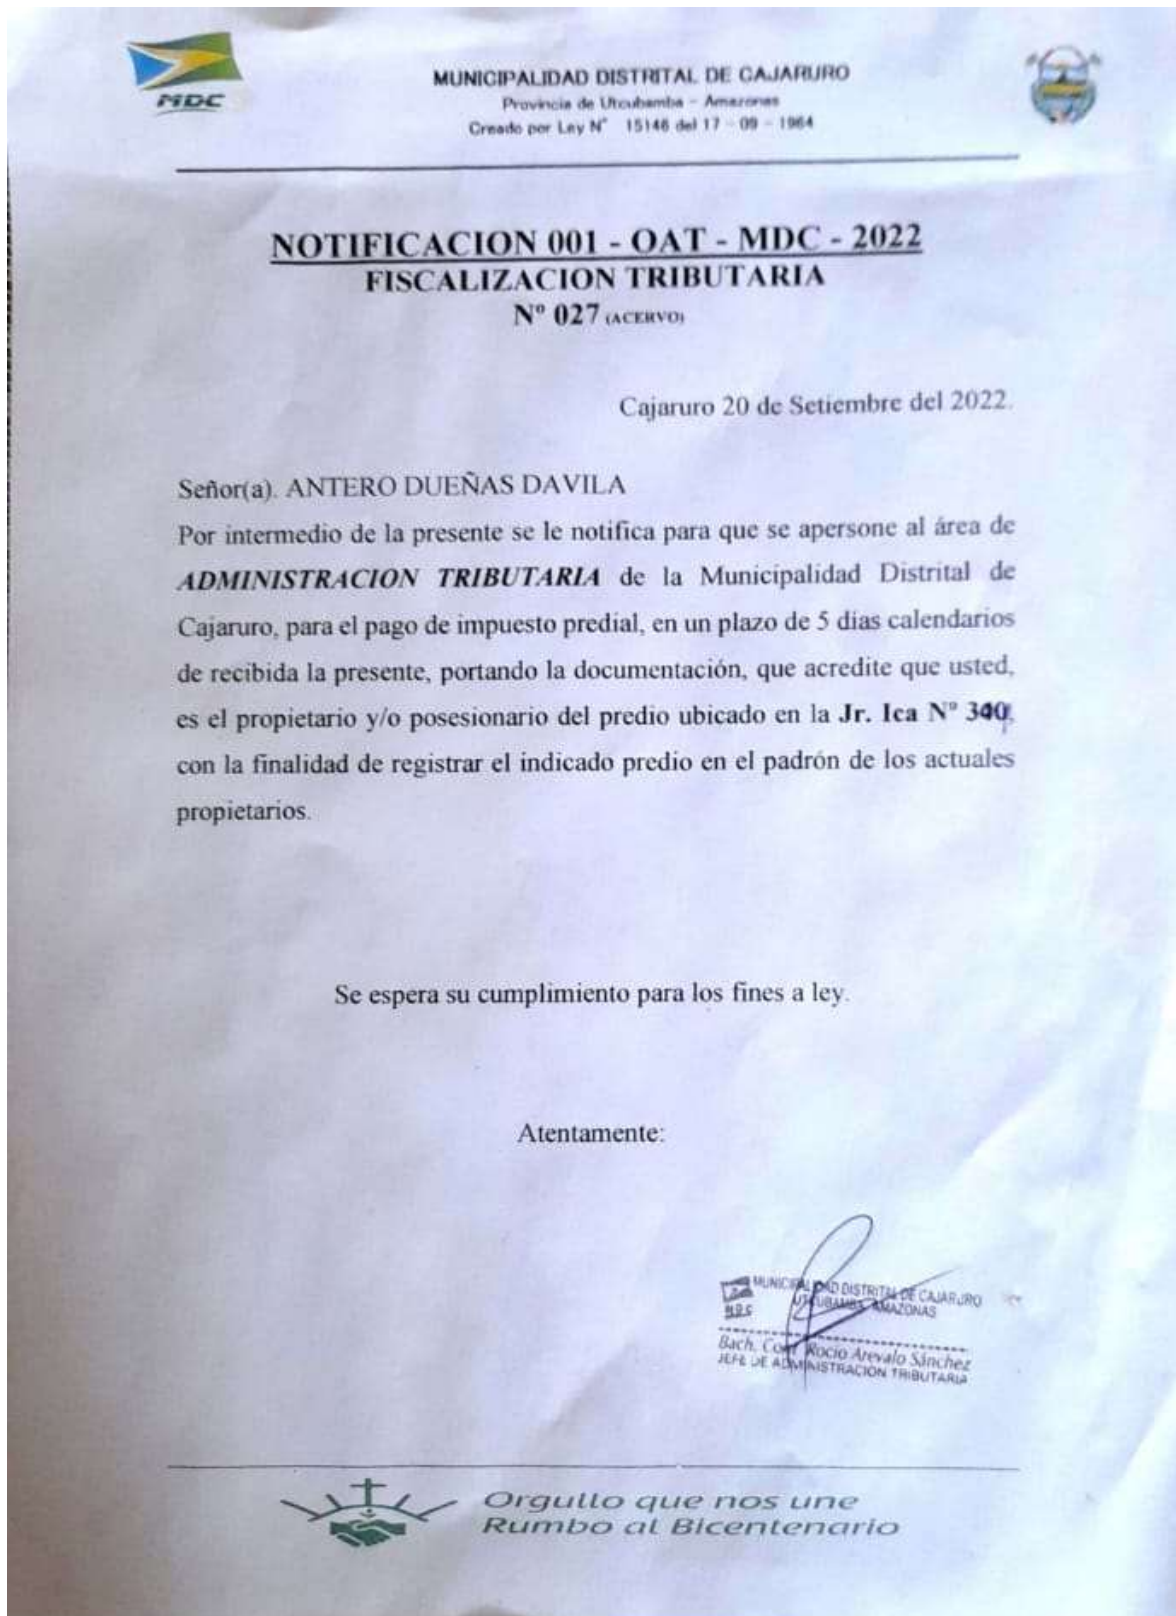 MDC
MUNICIPALIDAD DISTRITAL DE CAJARURO
Provincia de Utcubamba - Amazonas
Creado por Ley N° 15146 del 17 - 09 - 1964
NOTIFICACION 001 - OAT - MDC - 2022
FISCALIZACION TRIBUTARIA
Nº 027 (ACERVO)
Cajaruro 20 de Setiembre del 2022.
Señor(a). ANTERO DUEÑAS DAVILA
Por intermedio de la presente se le notifica para que se apersone al área de
ADMINISTRACION TRIBUTARIA de la Municipalidad Distrital de
Cajaruro, para el pago de impuesto predial, en un plazo de 5 dias calendarios
de recibida la presente, portando la documentación, que acredite que usted,
es el propietario y/o posesionario del predio ubicado en la Jr. Ica Nº
con la finalidad de registrar el indicado predio en el padrón de los actuales
propietarios.
Se espera su cumplimiento para los fines a ley.
Atentamente:
MUNICIPALIDAD DISTRITAL DE CAJARURO
UTCUBAMBA AMAZONAS
M.D.C
Bach. Cont. Rocio Arevalo Sánchez
JEFE DE ADMINISTRACION TRIBUTARIA
Orgullo que nos une
Rumbo al Bicentenario